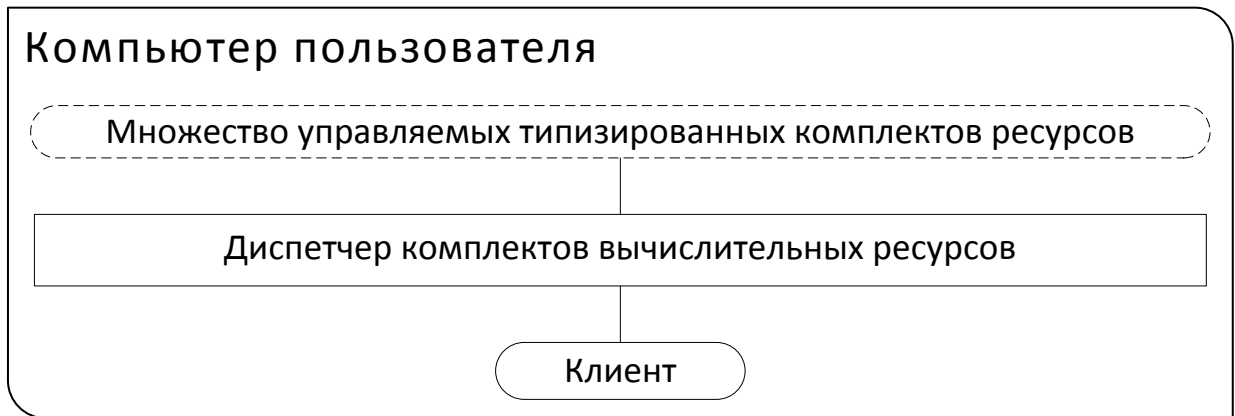 Компьютер пользователя
Множество управляемых типизированных комплектов ресурсов
Диспетчер комплектов вычислительных ресурсов
Клиент